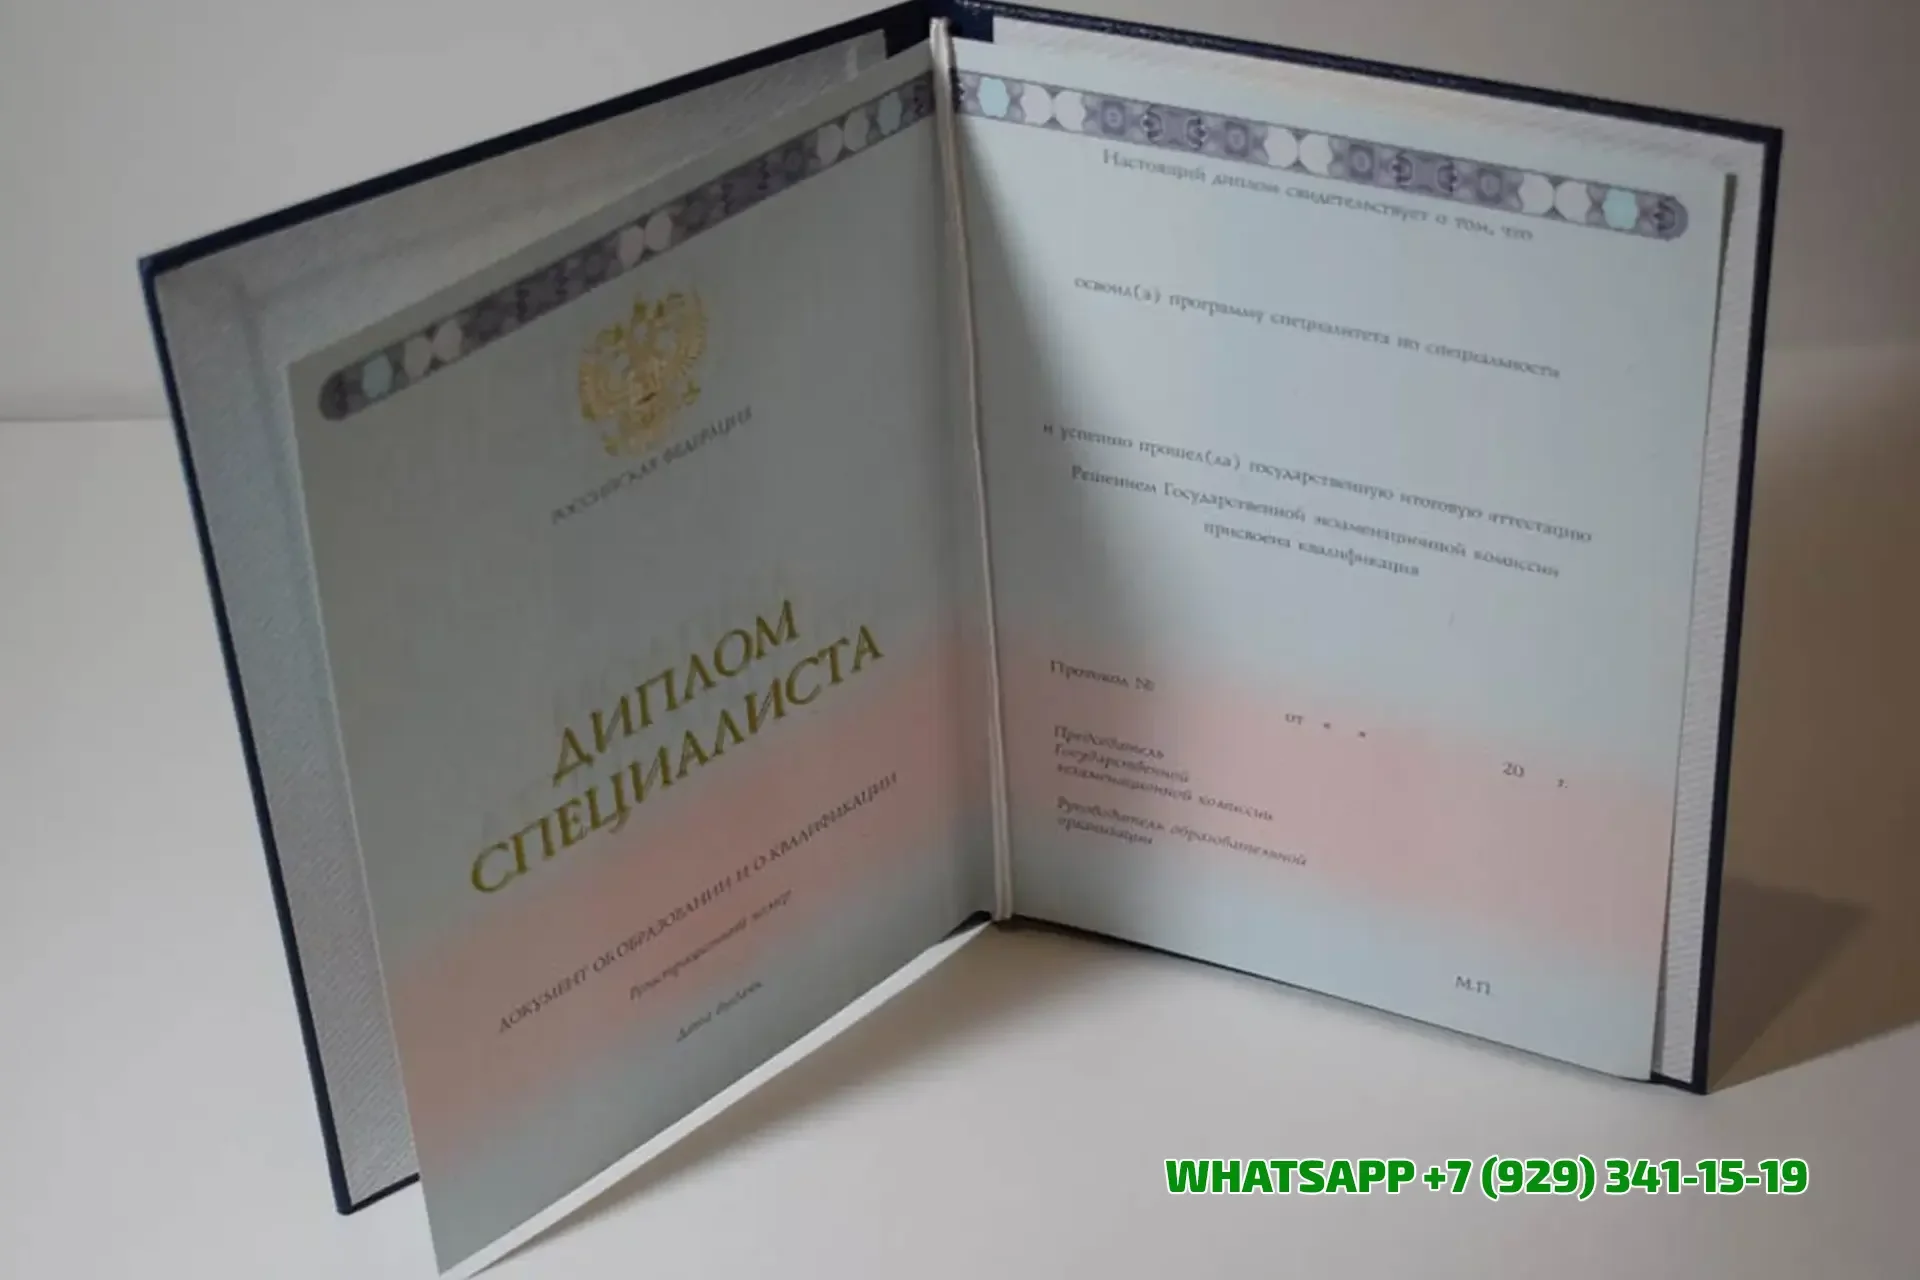 РОССИЙСКАЯ ФЕДЕРАЦИЯ
ДИПЛОМ
СПЕЦИАЛИСТА
ДОКУМЕНТ ОБ ОБРАЗОВАНИИ И О КВАЛИФИКАЦИИ
Регистрационный номер
Дата выдачи
Настоящий диплом свидетельствует о том, что
освоил(а) программу специалитета по специальности
и успешно прошел(ла) государственную итоговую аттестацию
Решением Государственной экзаменационной комиссии
присвоена квалификация
Протокол №
от « » 20 г.
Председатель
Государственной
экзаменационной комиссии
Руководитель образовательной
организации
М.П.
WHATSAPP +7 (929) 341-15-19